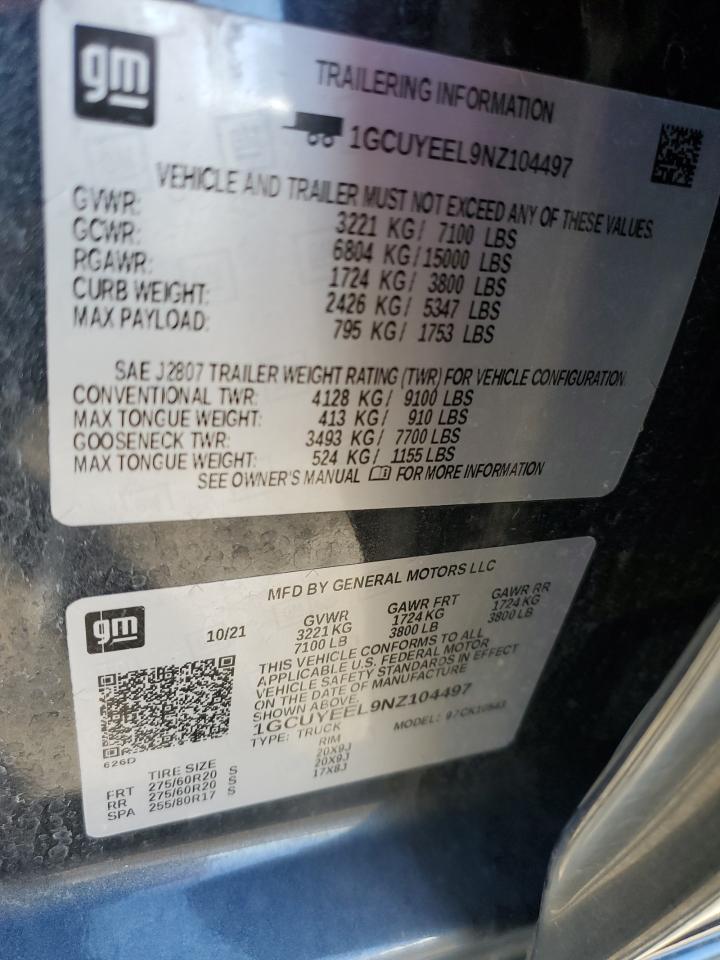 gm
TRAILERING INFORMATION
1GCUYEEL9NZ104497
VEHICLE AND TRAILER MUST NOT EXCEED ANY OF THESE VALUES.
GVWR: 3221 KG/ 7100 LBS
GCWR: 6804 KG/15000 LBS
RGAWR: 1724 KG/ 3800 LBS
CURB WEIGHT: 2426 KG/ 5347 LBS
MAX PAYLOAD: 795 KG/ 1753 LBS
SAE J2807 TRAILER WEIGHT RATING (TWR) FOR VEHICLE CONFIGURATION.
CONVENTIONAL TWR: 4128 KG/ 9100 LBS
MAX TONGUE WEIGHT: 413 KG/ 910 LBS
GOOSENECK TWR: 3493 KG/ 7700 LBS
MAX TONGUE WEIGHT: 524 KG/ 1155 LBS
SEE OWNER'S MANUAL FOR MORE INFORMATION
gm
MFD BY GENERAL MOTORS LLC
10/21
GVWR GAWR FRT GAWR RR
3221 KG 1724 KG 1724 KG
7100 LB 3800 LB 3800 LB
THIS VEHICLE CONFORMS TO ALL
APPLICABLE U.S. FEDERAL MOTOR
VEHICLE SAFETY STANDARDS IN EFFECT
ON THE DATE OF MANUFACTURE
SHOWN ABOVE.
1GCUYEEL9NZ104497
TYPE: TRUCK MODEL:
626D
TIRE SIZE RIM
FRT 275/60R20 S 20X9J
RR 275/60R20 S 20X9J
SPA 255/80R17 S 17X8J